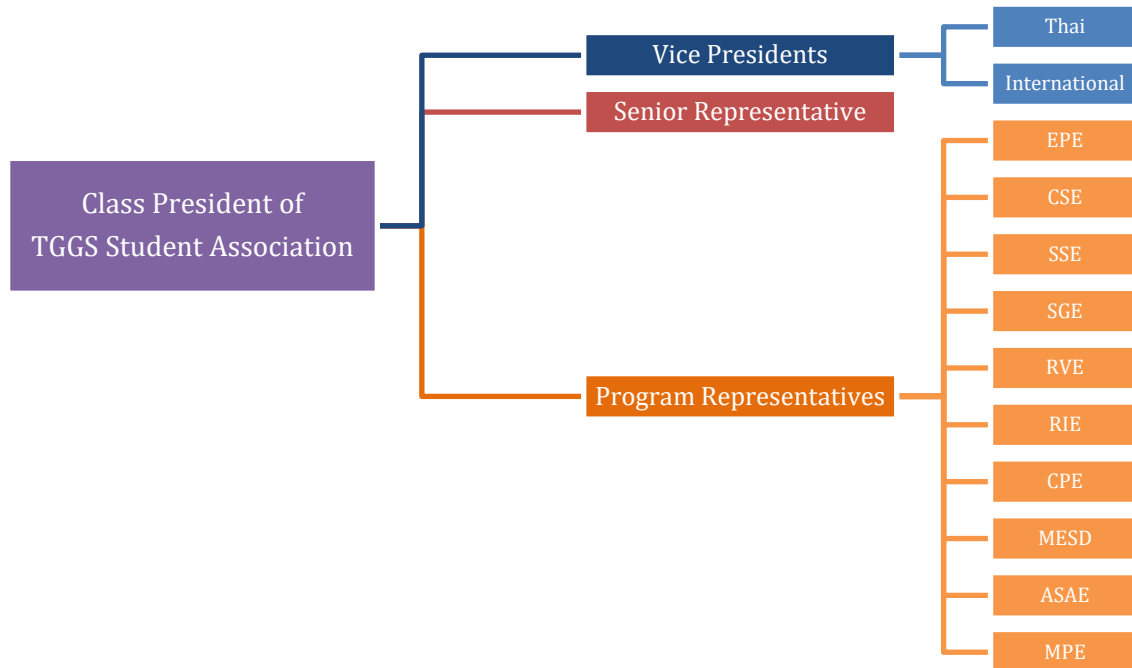 Class President of
TGGS Student Association
Vice Presidents
Thai
International
Senior Representative
Program Representatives
EPE
CSE
SSE
SGE
RVE
RIE
CPE
MESD
ASAE
MPE